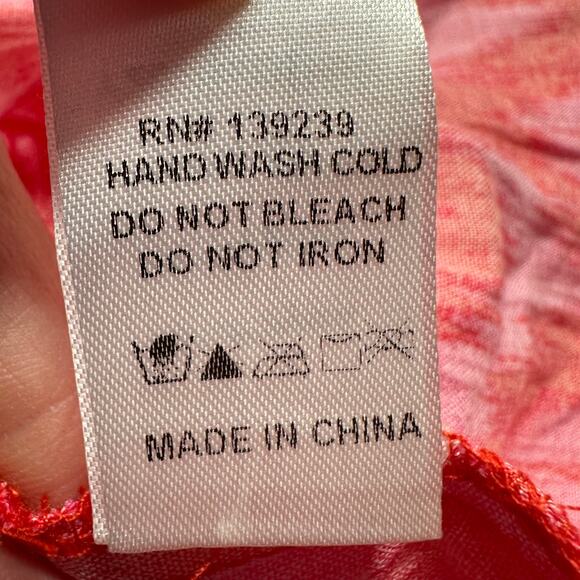 RN# 139239
HAND WASH COLD
DO NOT BLEACH
DO NOT IRON
MADE IN CHINA